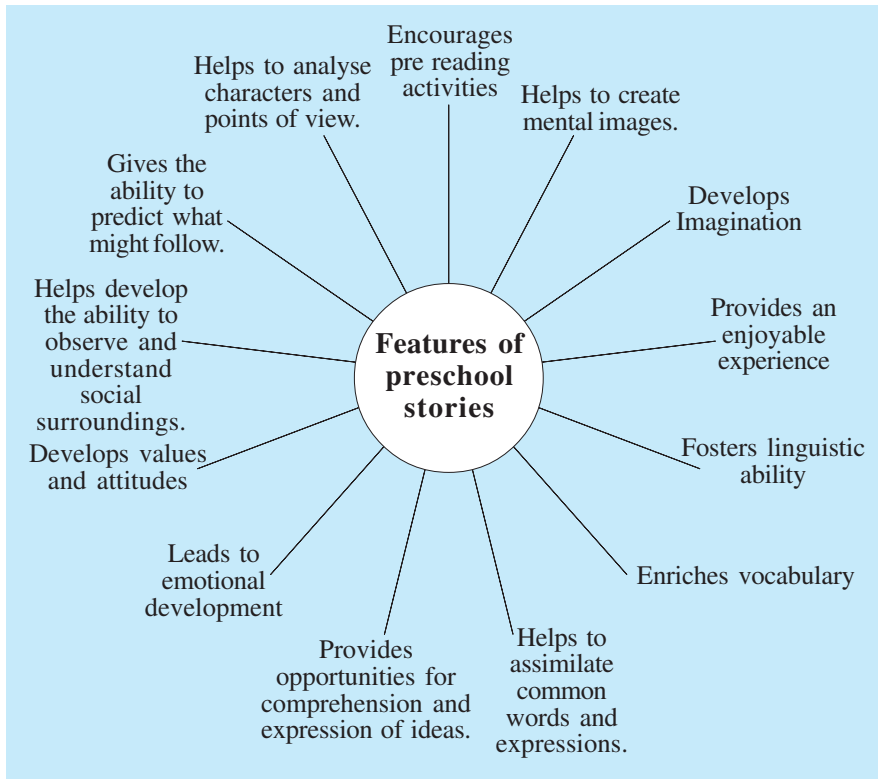 Features of
preschool
stories
Encourages
pre reading
activities
Helps to create
mental images.
Develops
Imagination
Provides an
enjoyable
experience
Fosters linguistic
ability
Enriches vocabulary
Helps to
assimilate
common
words and
expressions.
Provides
opportunities for
comprehension and
expression of ideas.
Leads to
emotional
development
Develops values
and attitudes
Helps develop
the ability to
observe and
understand
social
surroundings.
Gives the
ability to
predict what
might follow.
Helps to analyse
characters and
points of view.